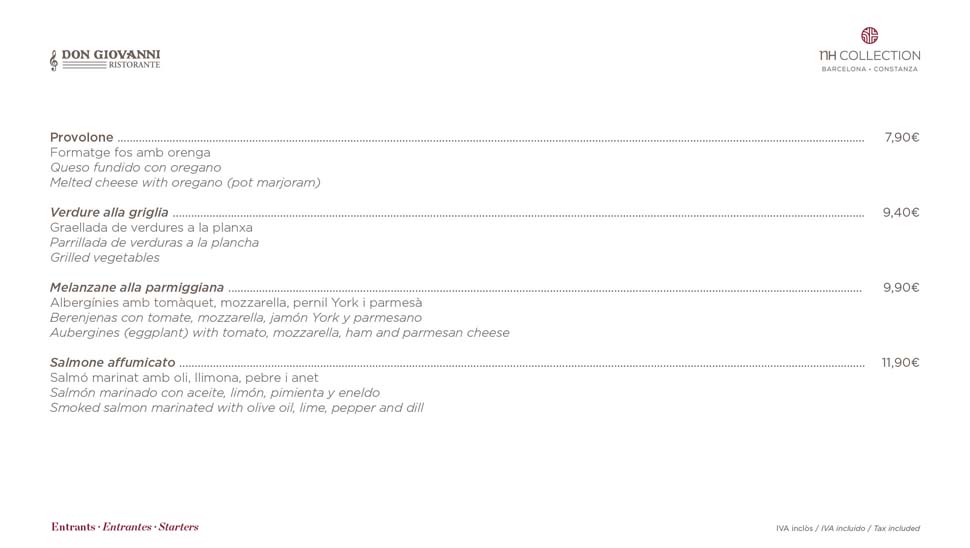 DON GIOVANNI
RISTORANTE
NH COLLECTION
BARCELONA - CONSTANZA
Provolone ........ 7,90€
Formatge fos amb orenga
Queso fundido con oregano
Melted cheese with oregano (pot marjoram)
Verdure alla griglia ........ 9,40€
Graellada de verdures a la planxa
Parrillada de verduras a la plancha
Grilled vegetables
Melanzane alla parmiggiana ........ 9,90€
Albergínies amb tomàquet, mozzarella, pernil York i parmesà
Berenjenas con tomate, mozzarella, jamón York y parmesano
Aubergines (eggplant) with tomato, mozzarella, ham and parmesan cheese
Salmone affumicato ........ 11,90€
Salmó marinat amb oli, llimona, pebre i anet
Salmón marinado con aceite, limón, pimienta y eneldo
Smoked salmon marinated with olive oil, lime, pepper and dill
Entrants · Entrantes · Starters
IVA inclòs / IVA incluido / Tax included